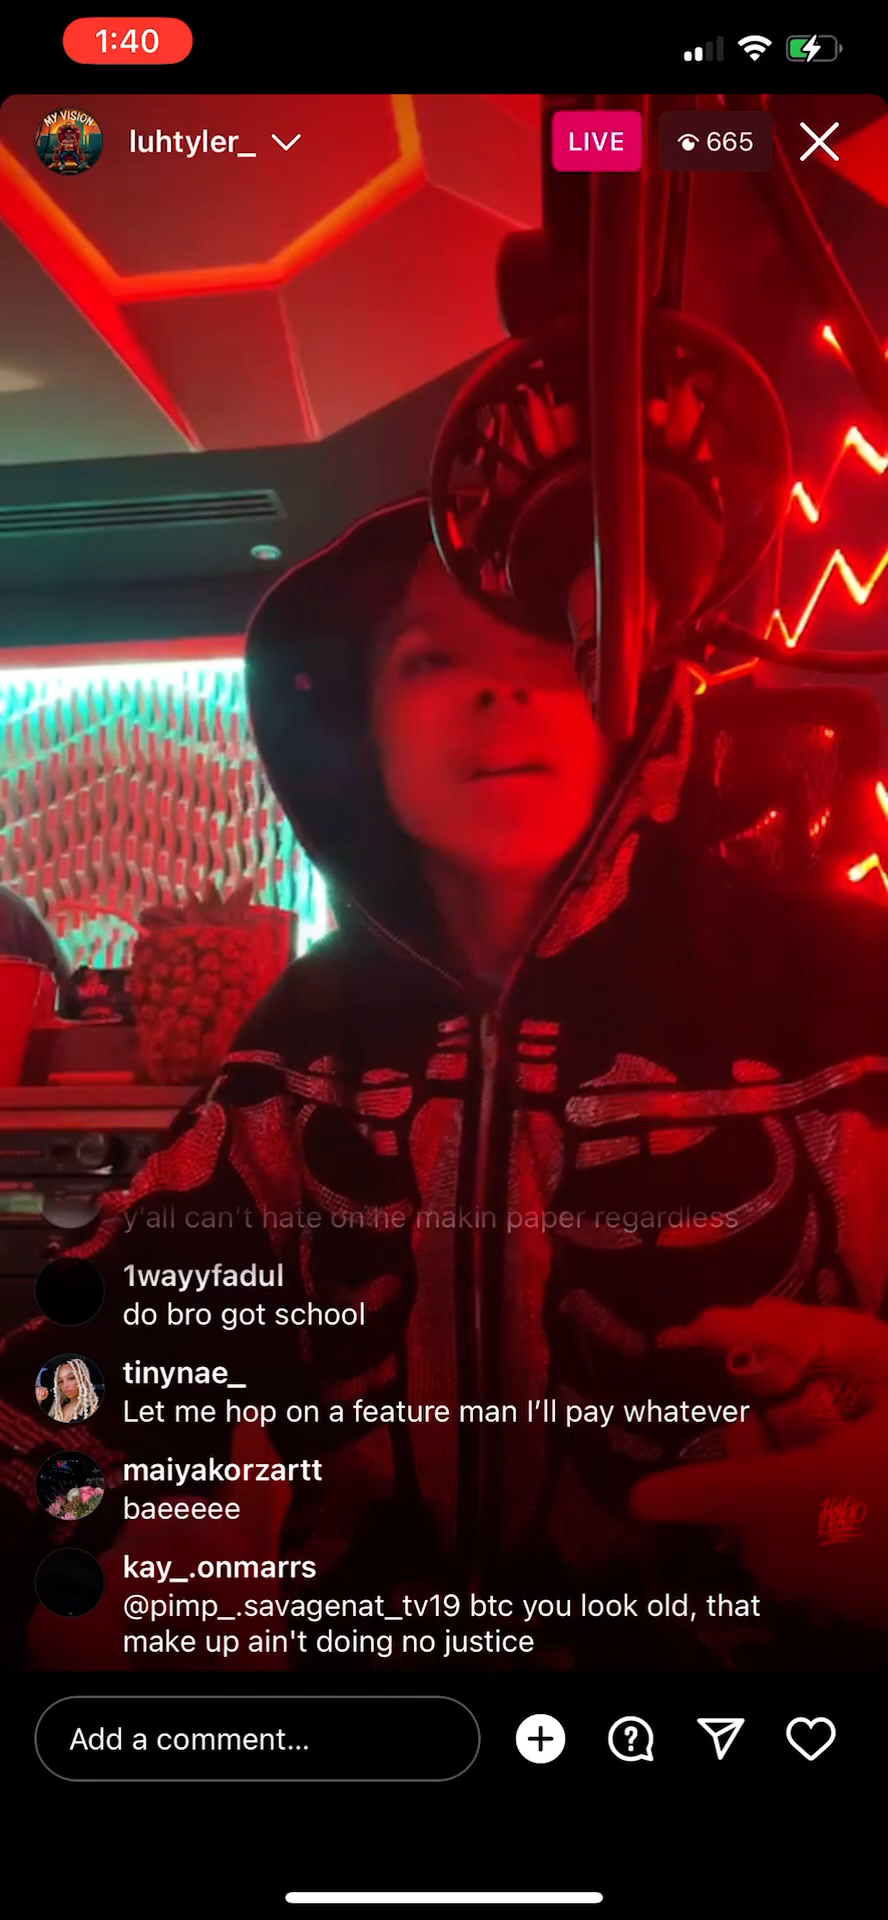 1:40
MY VISION
luhtyler_
LIVE
665
y'all can't hate on he makin paper regardless
1wayyfadul
do bro got school
tinynae_
Let me hop on a feature man I'll pay whatever
maiyakorzartt
baeeeee
kay_.onmarrs
@pimp_.savagenat_tv19 btc you look old, that
make up ain't doing no justice
Add a comment...